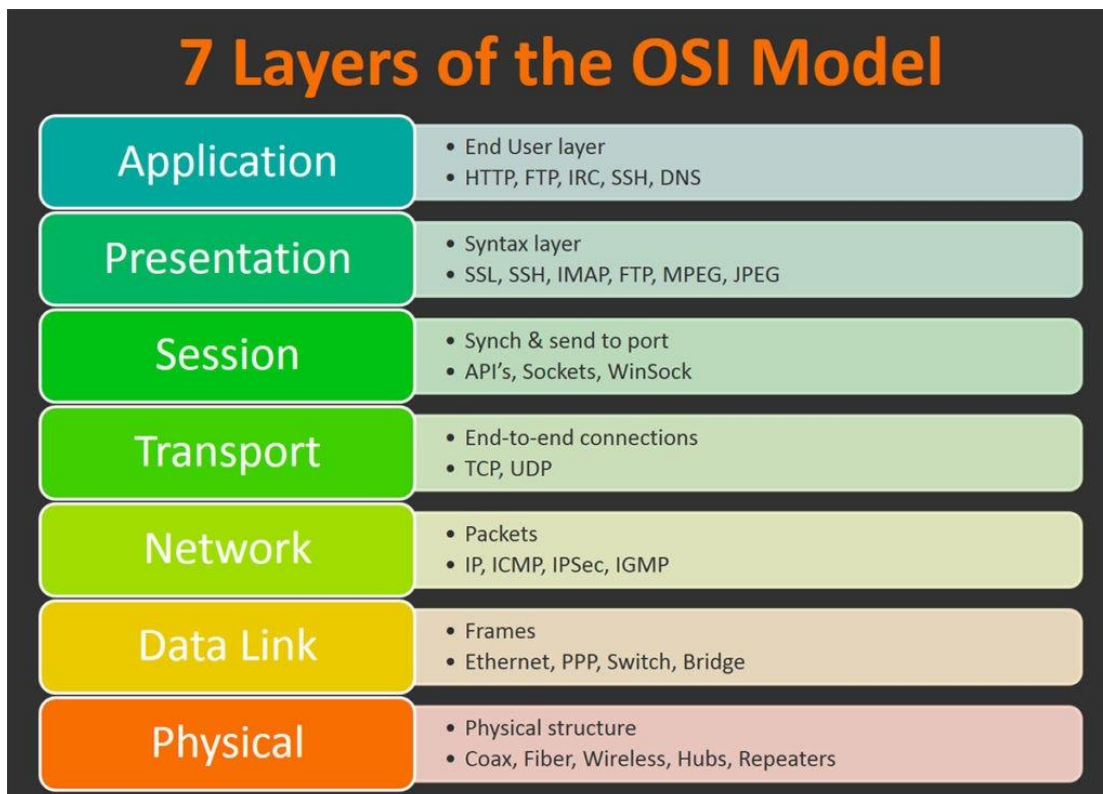 7 Layers of the OSI Model
Application
• End User layer
• HTTP, FTP, IRC, SSH, DNS
Presentation
• Syntax layer
• SSL, SSH, IMAP, FTP, MPEG, JPEG
Session
• Synch & send to port
• API's, Sockets, WinSock
Transport
• End-to-end connections
• TCP, UDP
Network
• Packets
• IP, ICMP, IPSec, IGMP
Data Link
• Frames
• Ethernet, PPP, Switch, Bridge
Physical
• Physical structure
• Coax, Fiber, Wireless, Hubs, Repeaters